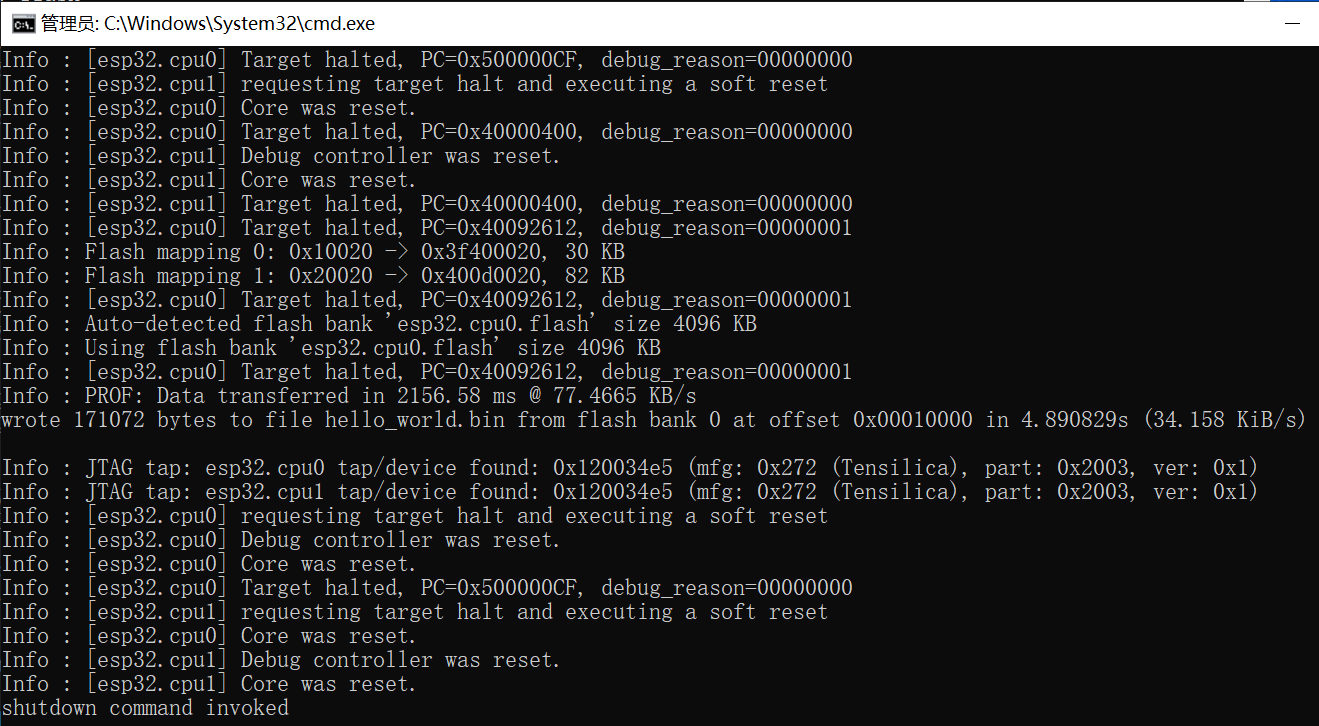 管理员: C:\Windows\System32\cmd.exe
Info : [esp32.cpu0] Target halted, PC=0x500000CF, debug_reason=00000000
Info : [esp32.cpu1] requesting target halt and executing a soft reset
Info : [esp32.cpu0] Core was reset.
Info : [esp32.cpu0] Target halted, PC=0x40000400, debug_reason=00000000
Info : [esp32.cpu1] Debug controller was reset.
Info : [esp32.cpu1] Core was reset.
Info : [esp32.cpu1] Target halted, PC=0x40000400, debug_reason=00000000
Info : [esp32.cpu0] Target halted, PC=0x40092612, debug_reason=00000001
Info : Flash mapping 0: 0x10020 -> 0x3f400020, 30 KB
Info : Flash mapping 1: 0x20020 -> 0x400d0020, 82 KB
Info : [esp32.cpu0] Target halted, PC=0x40092612, debug_reason=00000001
Info : Auto-detected flash bank 'esp32.cpu0.flash' size 4096 KB
Info : Using flash bank 'esp32.cpu0.flash' size 4096 KB
Info : [esp32.cpu0] Target halted, PC=0x40092612, debug_reason=00000001
Info : PROF: Data transferred in 2156.58 ms @ 77.4665 KB/s
wrote 171072 bytes to file hello_world.bin from flash bank 0 at offset 0x00010000 in 4.890829s (34.158 KiB/s)
Info : JTAG tap: esp32.cpu0 tap/device found: 0x120034e5 (mfg: 0x272 (Tensilica), part: 0x2003, ver: 0x1)
Info : JTAG tap: esp32.cpu1 tap/device found: 0x120034e5 (mfg: 0x272 (Tensilica), part: 0x2003, ver: 0x1)
Info : [esp32.cpu0] requesting target halt and executing a soft reset
Info : [esp32.cpu0] Debug controller was reset.
Info : [esp32.cpu0] Core was reset.
Info : [esp32.cpu0] Target halted, PC=0x500000CF, debug_reason=00000000
Info : [esp32.cpu1] requesting target halt and executing a soft reset
Info : [esp32.cpu0] Core was reset.
Info : [esp32.cpu1] Debug controller was reset.
Info : [esp32.cpu1] Core was reset.
shutdown command invoked